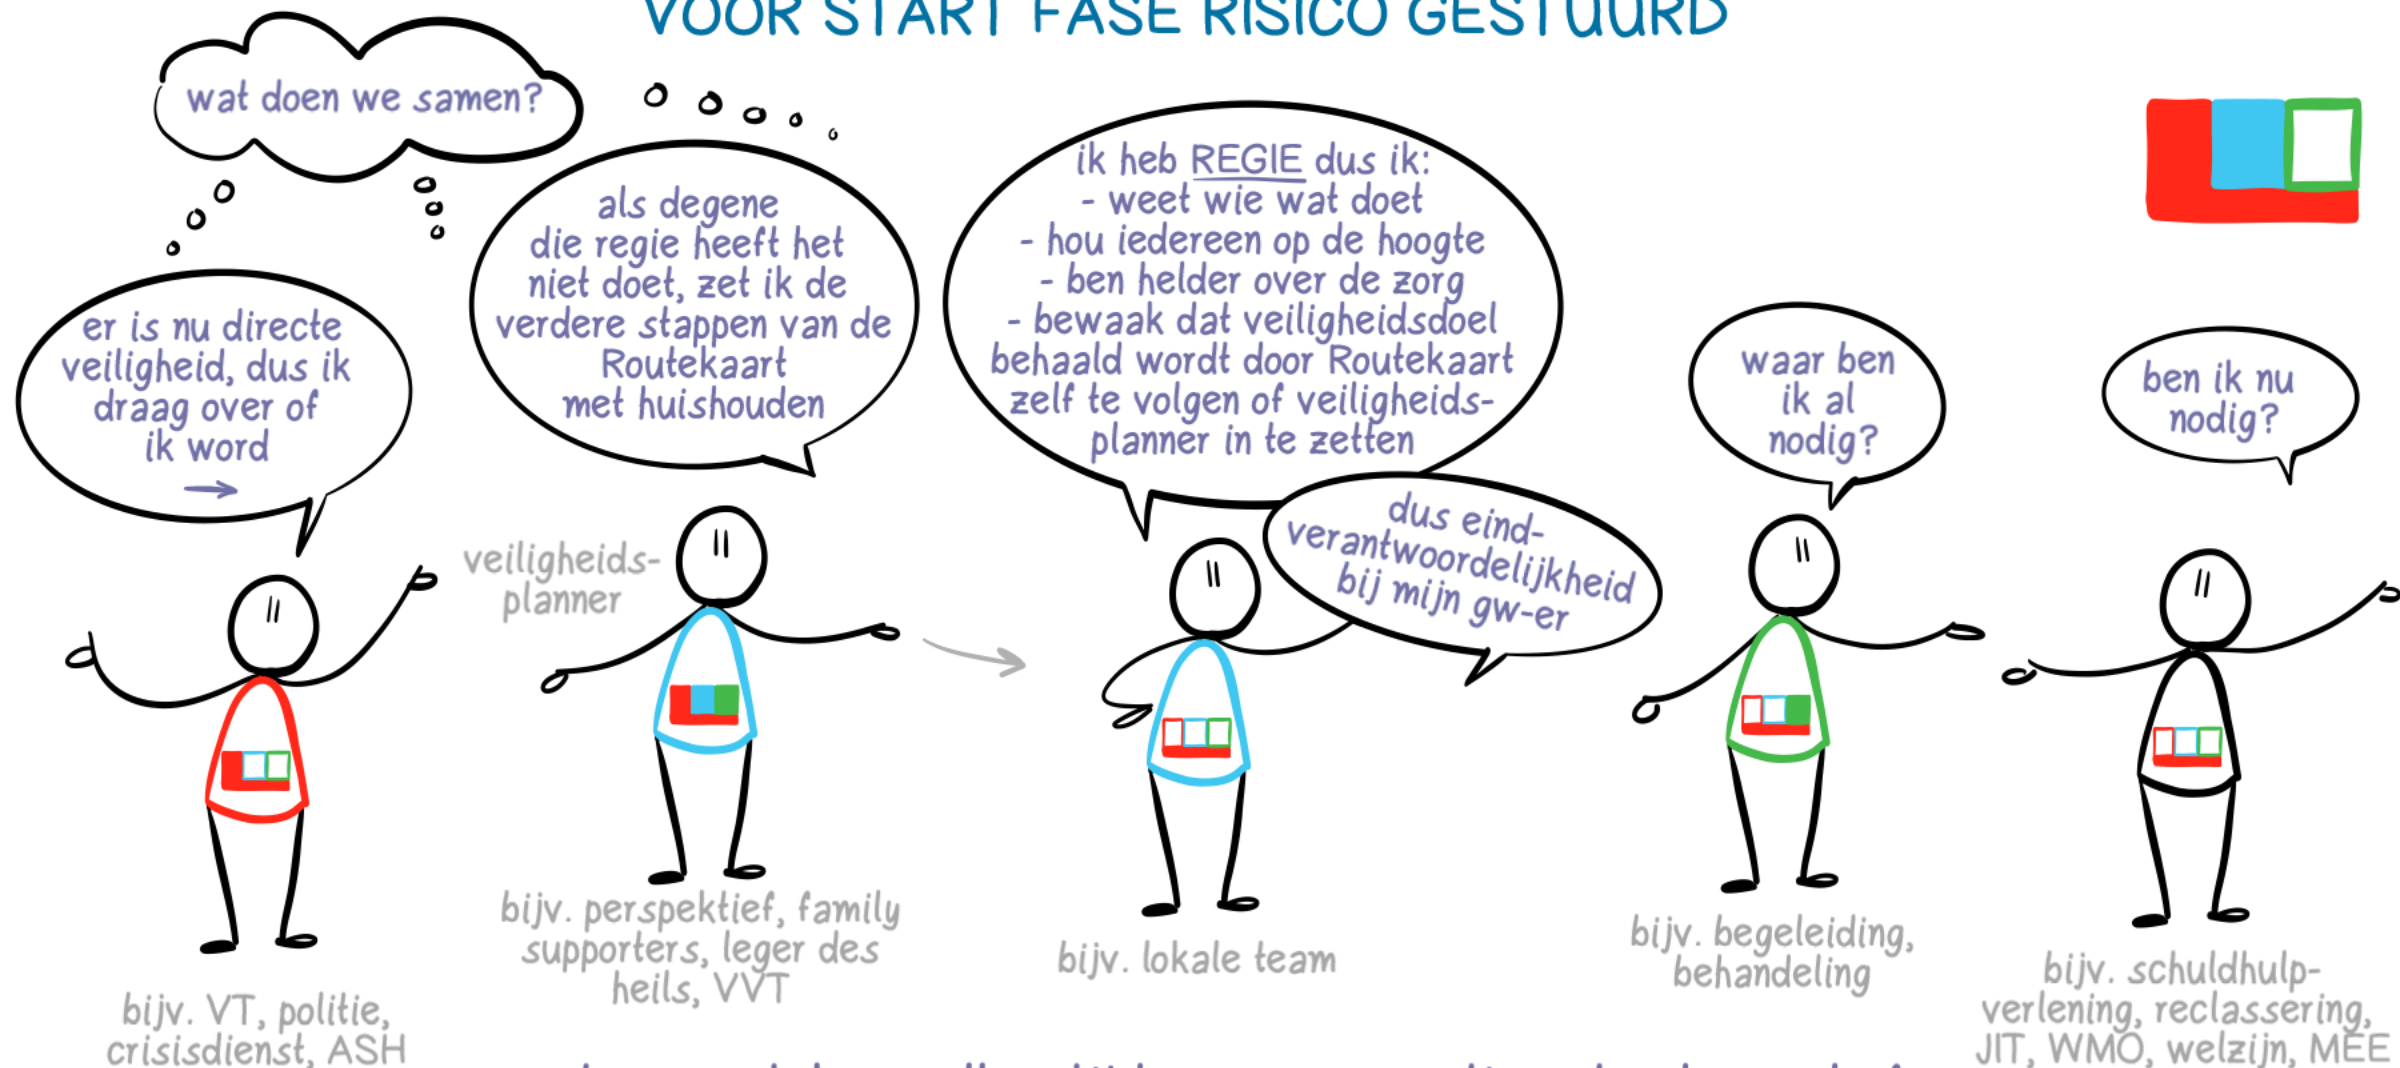 VOOR START FASE RISICO GESTUURD
wat doen we samen?
er is nu directe
veiligheid, dus ik
draag over of
ik word
→
als degene
die regie heeft het
niet doet, zet ik de
verdere stappen van de
Routekaart
met huishouden
ik heb REGIE dus ik:
- weet wie wat doet
- hou iedereen op de hoogte
- ben helder over de zorg
- bewaak dat veiligheidsdoel
behaald wordt door Routekaart
zelf te volgen of veiligheids-
planner in te zetten
dus eind-
verantwoordelijkheid
bij mijn gw-er
waar ben
ik al
nodig?
ben ik nu
nodig?
veiligheids-
planner
bijv. VT, politie,
crisisdienst, ASH
bijv. perspektief, family
supporters, leger des
heils, VVT
bijv. lokale team
bijv. begeleiding,
behandeling
bijv. schuldhulp-
verlening, reclassering,
JIT, WMO, welzijn, MEE